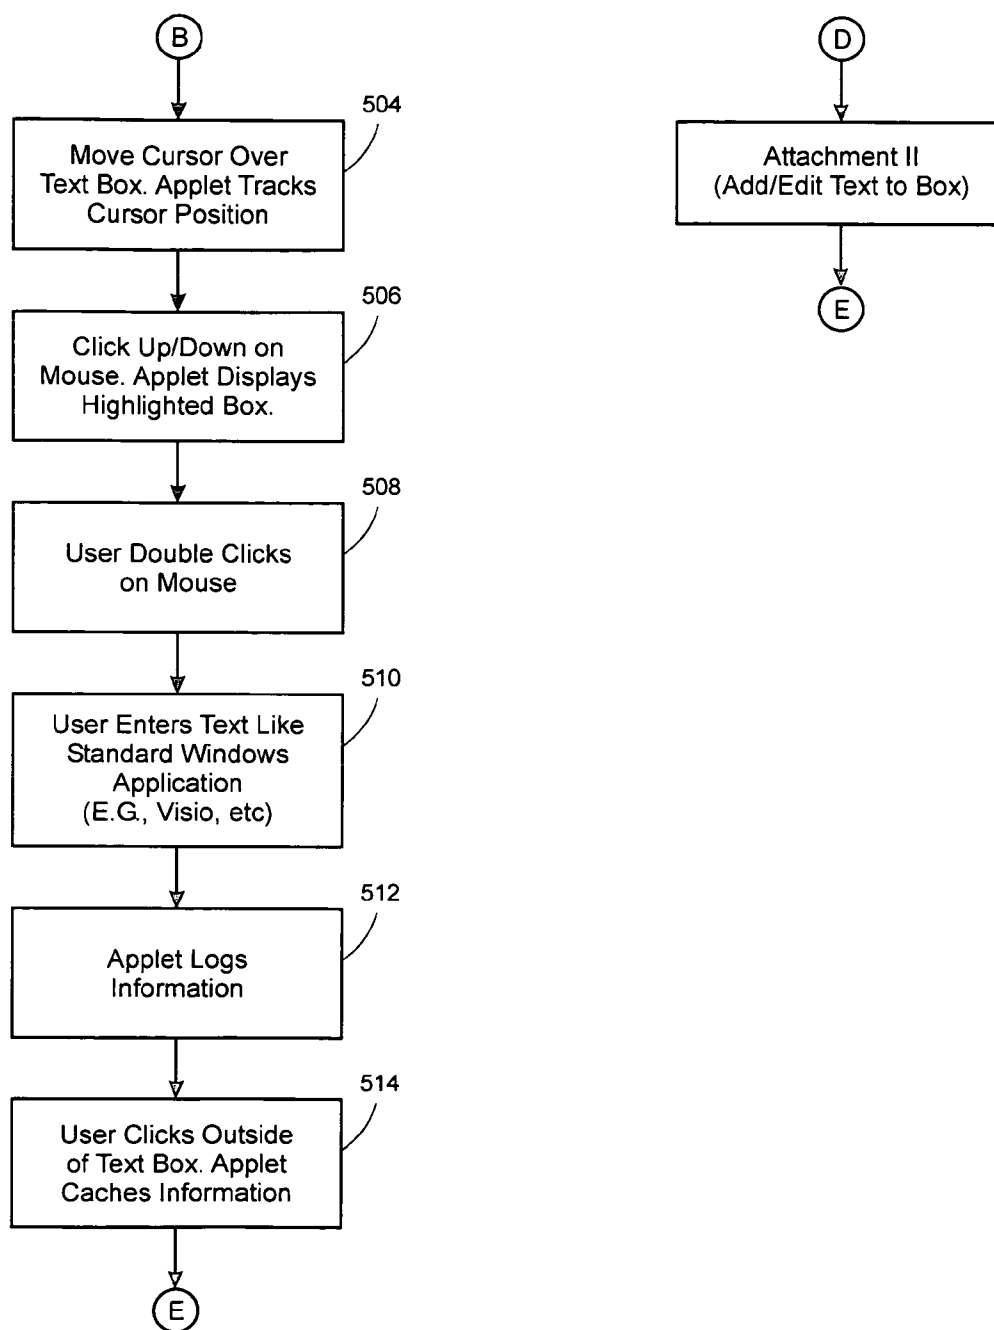 B
504
Move Cursor Over
Text Box. Applet Tracks
Cursor Position
506
Click Up/Down on
Mouse. Applet Displays
Highlighted Box.
508
User Double Clicks
on Mouse
510
User Enters Text Like
Standard Windows
Application
(E.G., Visio, etc)
512
Applet Logs
Information
514
User Clicks Outside
of Text Box. Applet
Caches Information
E
D
Attachment II
(Add/Edit Text to Box)
E